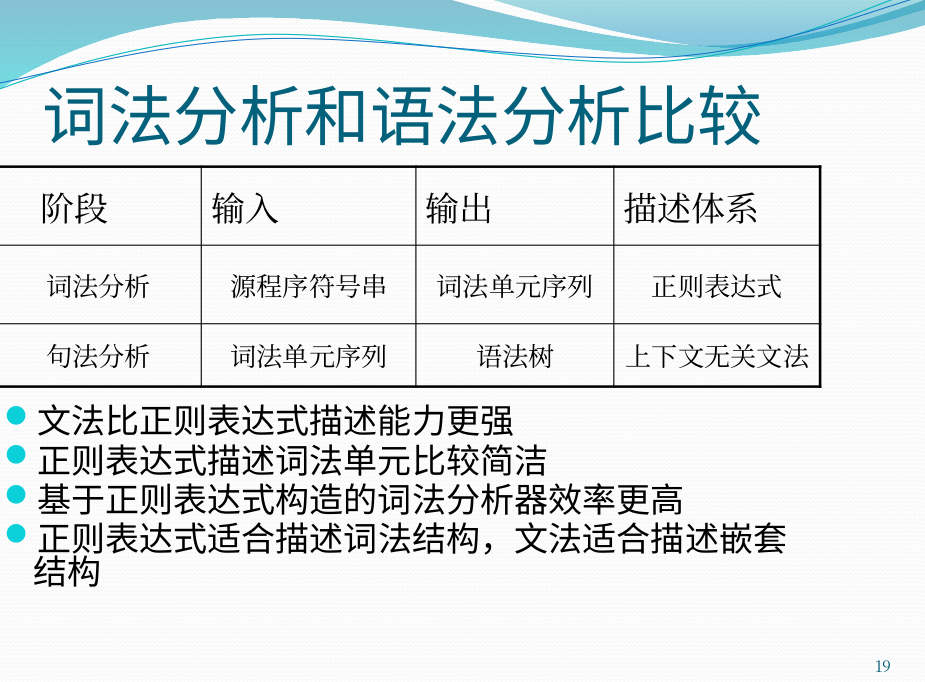 词法分析和语法分析比较
阶段 输入 输出 描述体系
词法分析 源程序符号串 词法单元序列 正则表达式
句法分析 词法单元序列 语法树 上下文无关文法
文法比正则表达式描述能力更强
正则表达式描述词法单元比较简洁
基于正则表达式构造的词法分析器效率更高
正则表达式适合描述词法结构，文法适合描述嵌套
结构
19